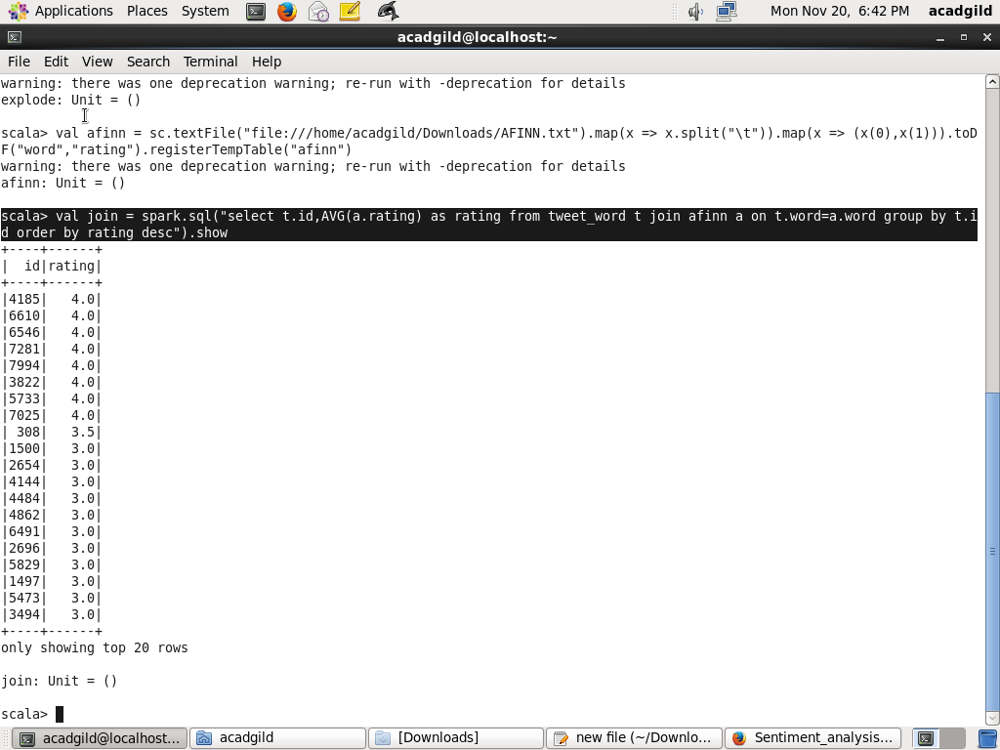 Applications Places System Mon Nov 20, 6:42 PM acadgild
acadgild@localhost:~
File Edit View Search Terminal Help
warning: there was one deprecation warning; re-run with -deprecation for details
explode: Unit = ()
scala> val afinn = sc.textFile("file:///home/acadgild/Downloads/AFINN.txt").map(x => x.split("\t")).map(x => (x(0),x(1))).toD
F("word","rating").registerTempTable("afinn")
warning: there was one deprecation warning; re-run with -deprecation for details
afinn: Unit = ()
scala> val join = spark.sql("select t.id,AVG(a.rating) as rating from tweet_word t join afinn a on t.word=a.word group by t.i
d order by rating desc").show
+----+------+
|  id|rating|
+----+------+
|4185|   4.0|
|6610|   4.0|
|6546|   4.0|
|7281|   4.0|
|7994|   4.0|
|3822|   4.0|
|5733|   4.0|
|7025|   4.0|
| 308|   3.5|
|1500|   3.0|
|2654|   3.0|
|4144|   3.0|
|4484|   3.0|
|4862|   3.0|
|6491|   3.0|
|2696|   3.0|
|5829|   3.0|
|1497|   3.0|
|5473|   3.0|
|3494|   3.0|
+----+------+
only showing top 20 rows
join: Unit = ()
scala>
acadgild@localhost... acadgild [Downloads] new file (~/Downlo... Sentiment_analysis...